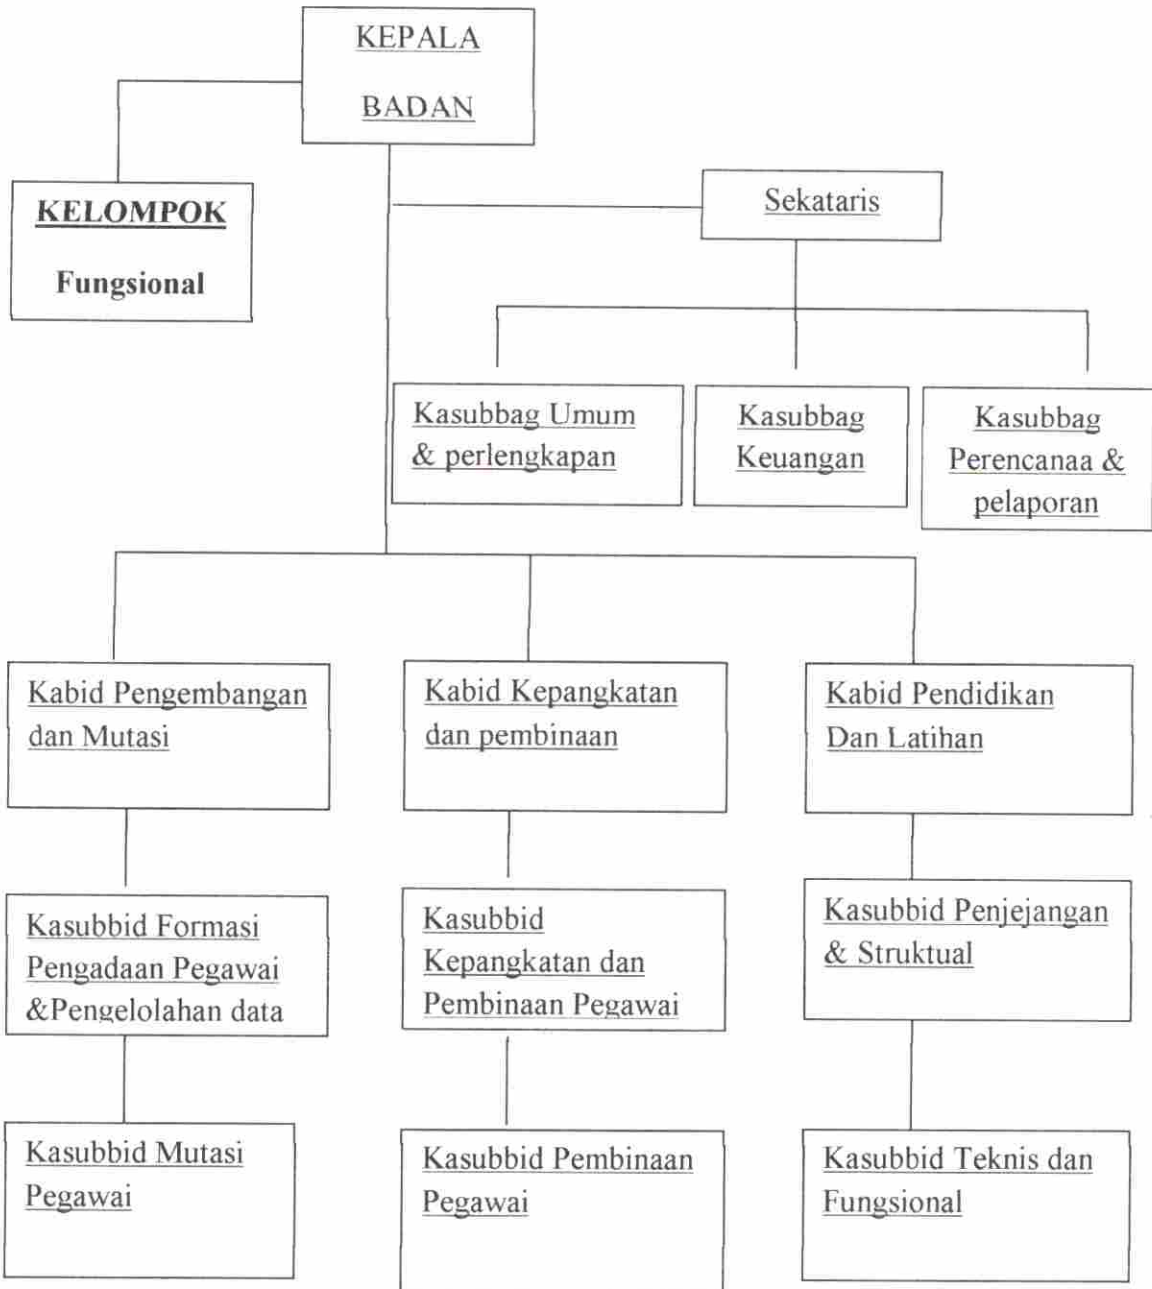 KEPALA
BADAN
KELOMPOK
Fungsional
Sekataris
Kasubbag Umum
& perlengkapan
Kasubbag
Keuangan
Kasubbag
Perencanaa &
pelaporan
Kabid Pengembangan
dan Mutasi
Kabid Kepangkatan
dan pembinaan
Kabid Pendidikan
Dan Latihan
Kasubbid Formasi
Pengadaan Pegawai
&Pengelolahan data
Kasubbid
Kepangkatan dan
Pembinaan Pegawai
Kasubbid Penjejangan
& Struktual
Kasubbid Mutasi
Pegawai
Kasubbid Pembinaan
Pegawai
Kasubbid Teknis dan
Fungsional